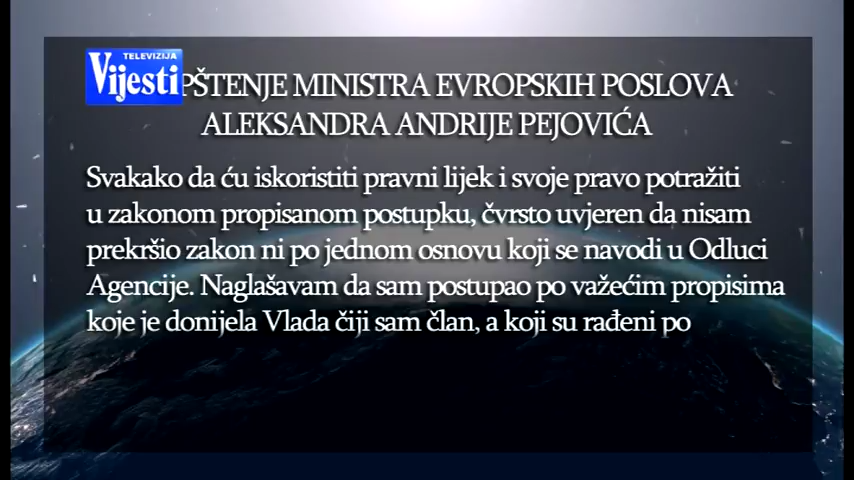 TELEVIZIJA
Vijesti
PŠTENJE MINISTRA EVROPSKIH POSLOVA
ALEKSANDRA ANDRIJE PEJOVIĆA
Svakako da ću iskoristiti pravni lijek i svoje pravo potražiti
u zakonom propisanom postupku, čvrsto uvjeren da nisam
prekršio zakon ni po jednom osnovu koji se navodi u Odluci
Agencije. Naglašavam da sam postupao po važećim propisima
koje je donijela Vlada čiji sam član, a koji su rađeni po